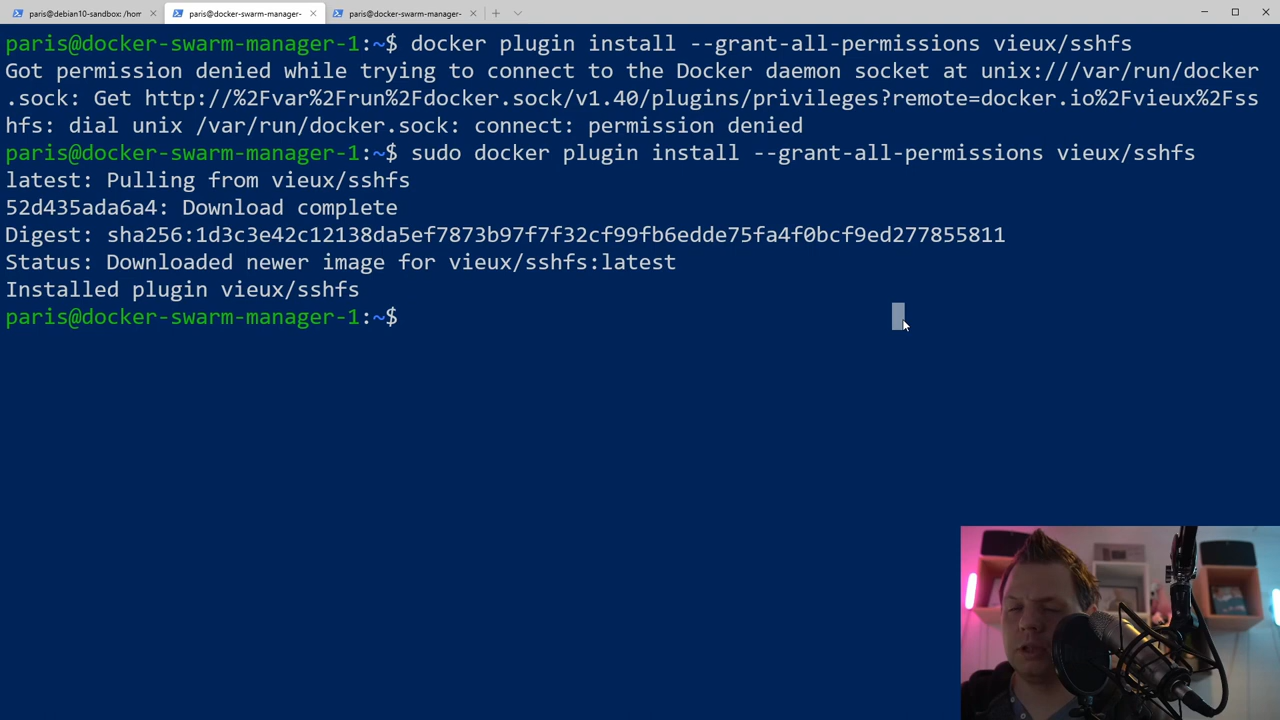 paris@debian10-sandbox: /hom
paris@docker-swarm-manager-
paris@docker-swarm-manager-
paris@docker-swarm-manager-1:~$ docker plugin install --grant-all-permissions vieux/sshfs
Got permission denied while trying to connect to the Docker daemon socket at unix:///var/run/docker
.sock: Get http://%2Fvar%2Frun%2Fdocker.sock/v1.40/plugins/privileges?remote=docker.io%2Fvieux%2Fss
hfs: dial unix /var/run/docker.sock: connect: permission denied
paris@docker-swarm-manager-1:~$ sudo docker plugin install --grant-all-permissions vieux/sshfs
latest: Pulling from vieux/sshfs
52d435ada6a4: Download complete
Digest: sha256:1d3c3e42c12138da5ef7873b97f7f32cf99fb6edde75fa4f0bcf9ed277855811
Status: Downloaded newer image for vieux/sshfs:latest
Installed plugin vieux/sshfs
paris@docker-swarm-manager-1:~$